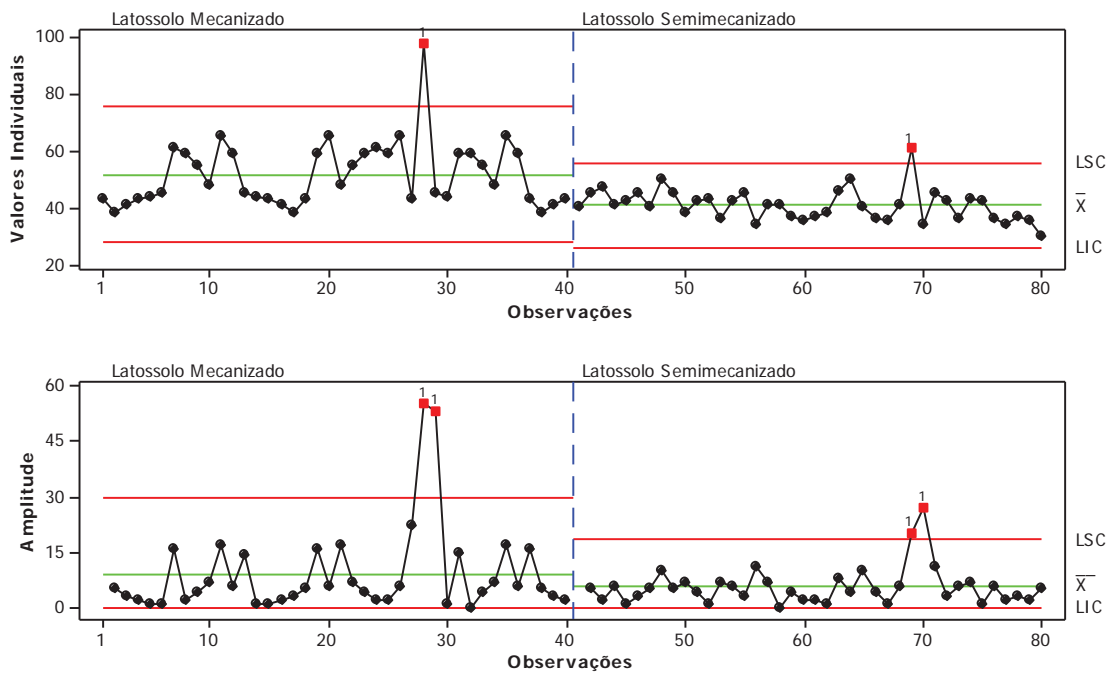 Latossolo Mecanizado Latossolo Semimecanizado
Valores Individuais
100
80
60
40
20
1
1
LSC
X
LIC
1 10 20 30 40 50 60 70 80
Observações
Latossolo Mecanizado Latossolo Semimecanizado
Amplitude
60
45
30
15
0
1 1
1
1
LSC
X
LIC
1 10 20 30 40 50 60 70 80
Observações